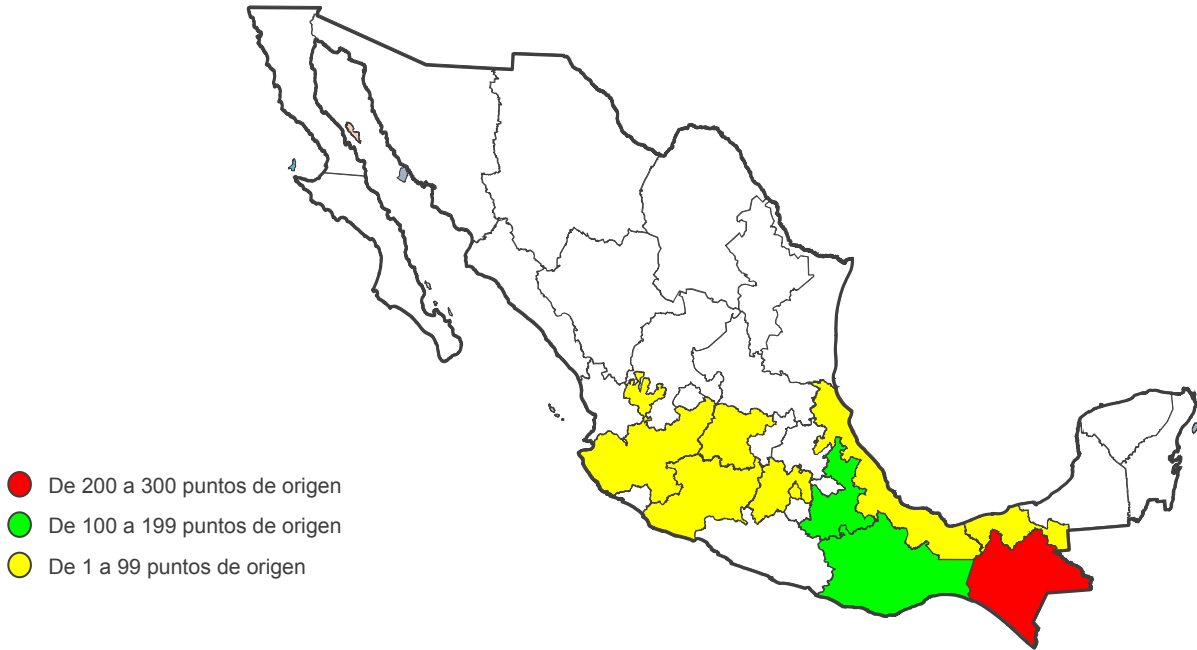 De 200 a 300 puntos de origen
De 100 a 199 puntos de origen
De 1 a 99 puntos de origen